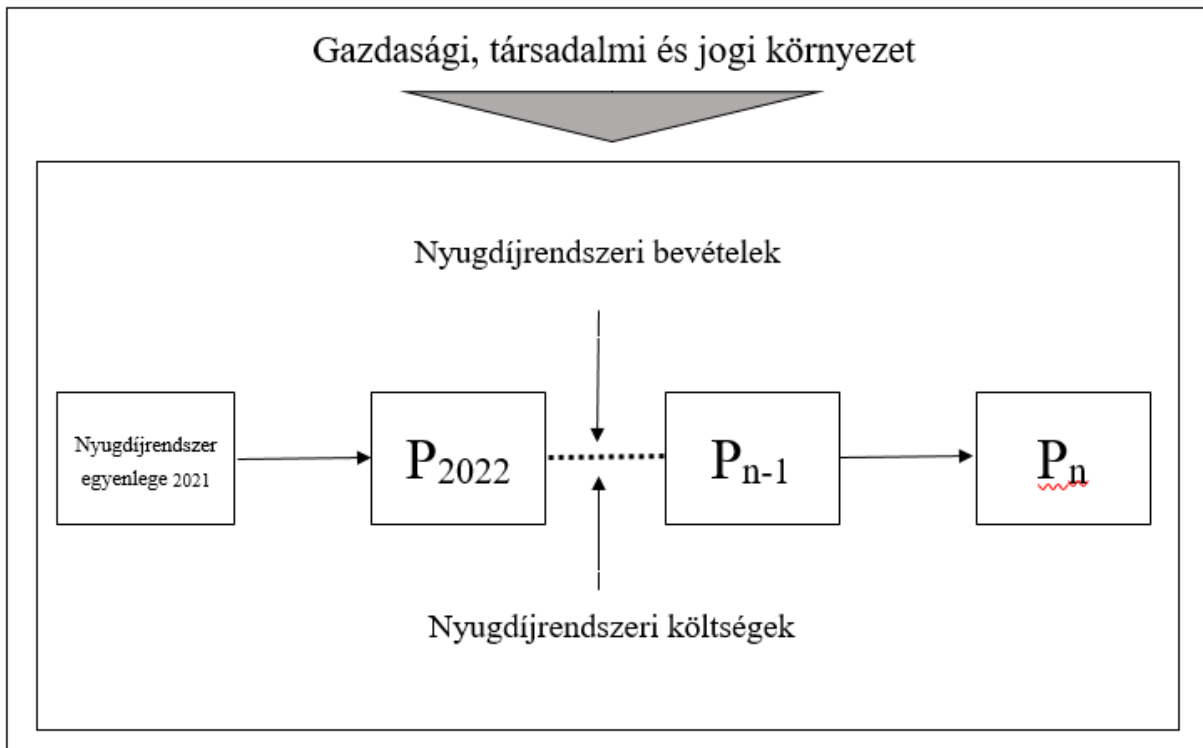 Gazdasági, társadalmi és jogi környezet
Nyugdíjrendszeri bevételek
Nyugdíjrendszer
egyenlege 2021
P2022
Pn-1
Pn
Nyugdíjrendszeri költségek